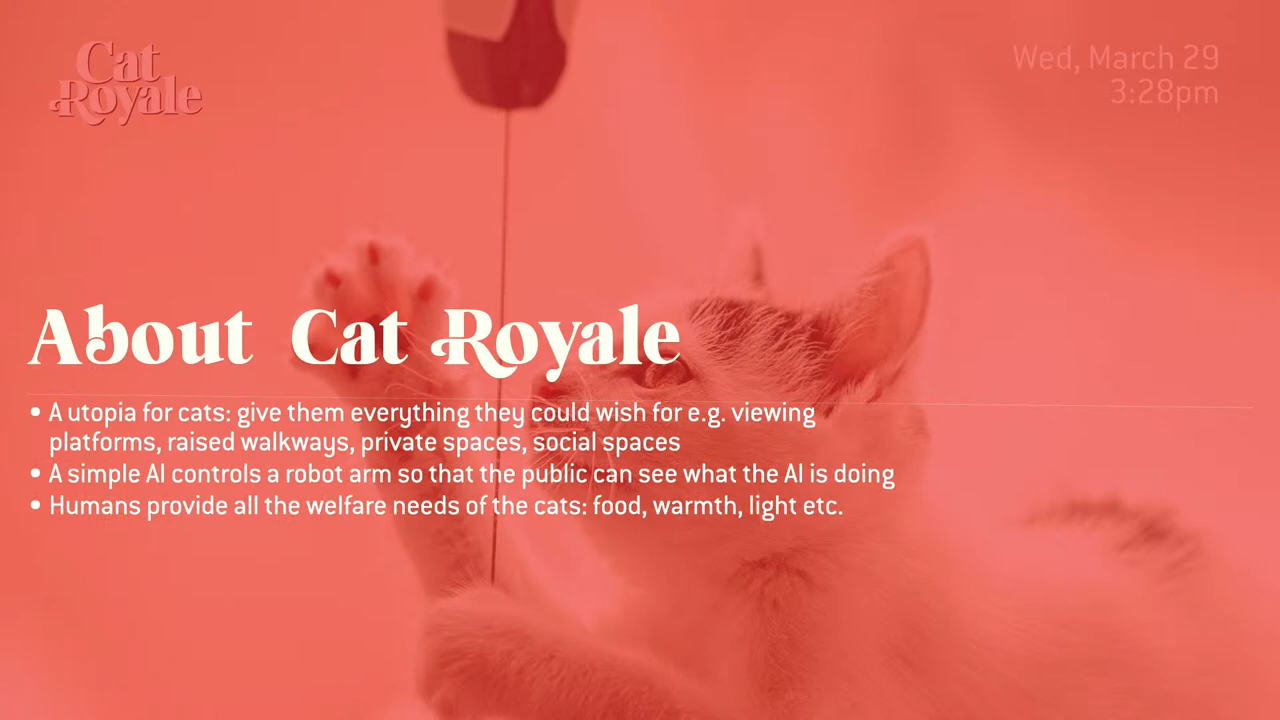 Cat
Royale
Wed, March 29
3:28pm
About Cat Royale
• A utopia for cats: give them everything they could wish for e.g. viewing
platforms, raised walkways, private spaces, social spaces
• A simple AI controls a robot arm so that the public can see what the AI is doing
• Humans provide all the welfare needs of the cats: food, warmth, light etc.